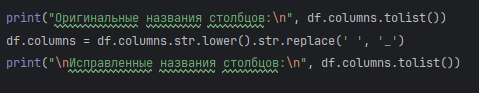 print("Оригинальные названия столбцов:\n", df.columns.tolist())
df.columns = df.columns.str.lower().str.replace(' ', '_')
print("\nИсправленные названия столбцов:\n", df.columns.tolist())